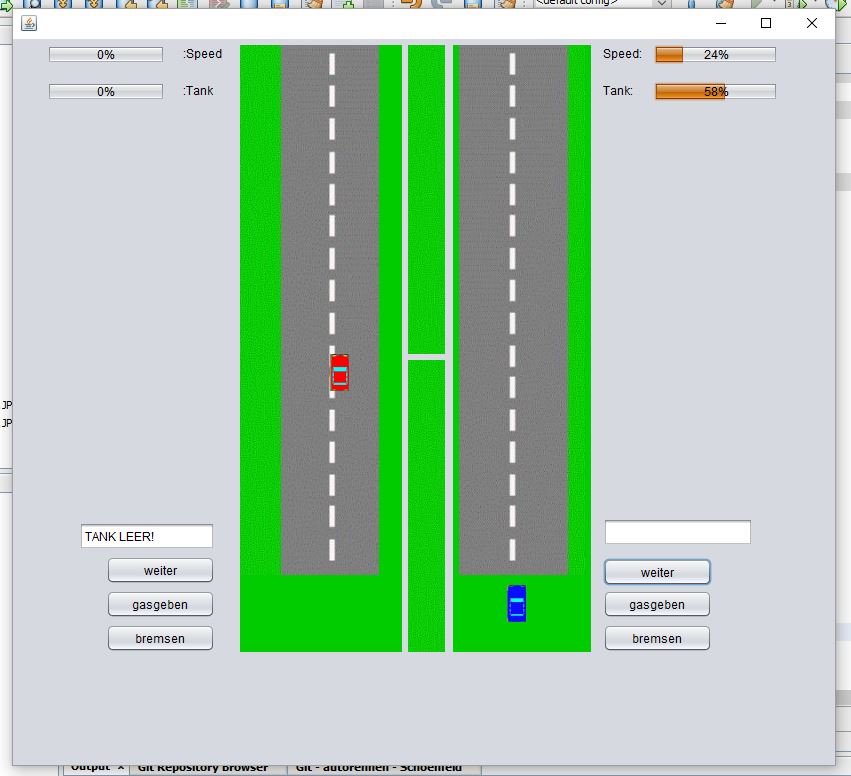 <default config>
0% :Speed
0% :Tank
Speed: 24%
Tank: 58%
JP
JP
TANK LEER!
weiter
gasgeben
bremsen
weiter
gasgeben
bremsen
Output × Git Repository Browser Git - autorennen - Schoenfeld